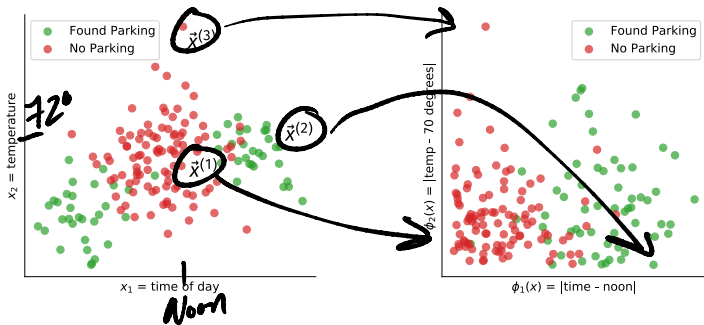 Found Parking
No Parking
x⃗⁽³⁾
Found Parking
No Parking
72°
x₂ = temperature
x⃗⁽²⁾
x⃗⁽¹⁾
ϕ₂(x) = |temp - 70 degrees|
x₁ = time of day
Noon
ϕ₁(x) = |time - noon|